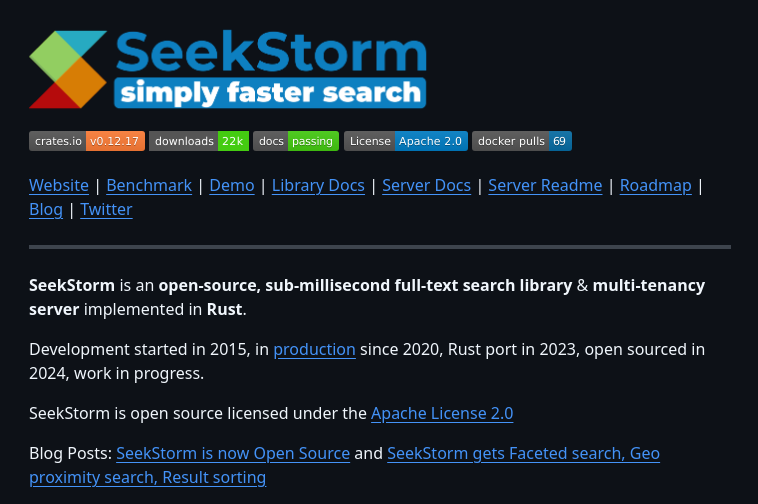 SeekStorm
simply faster search
crates.io v0.12.17 downloads 22k docs passing License Apache 2.0 docker pulls 69
Website | Benchmark | Demo | Library Docs | Server Docs | Server Readme | Roadmap |
Blog | Twitter
SeekStorm is an open-source, sub-millisecond full-text search library & multi-tenancy
server implemented in Rust.
Development started in 2015, in production since 2020, Rust port in 2023, open sourced in
2024, work in progress.
SeekStorm is open source licensed under the Apache License 2.0
Blog Posts: SeekStorm is now Open Source and SeekStorm gets Faceted search, Geo
proximity search, Result sorting